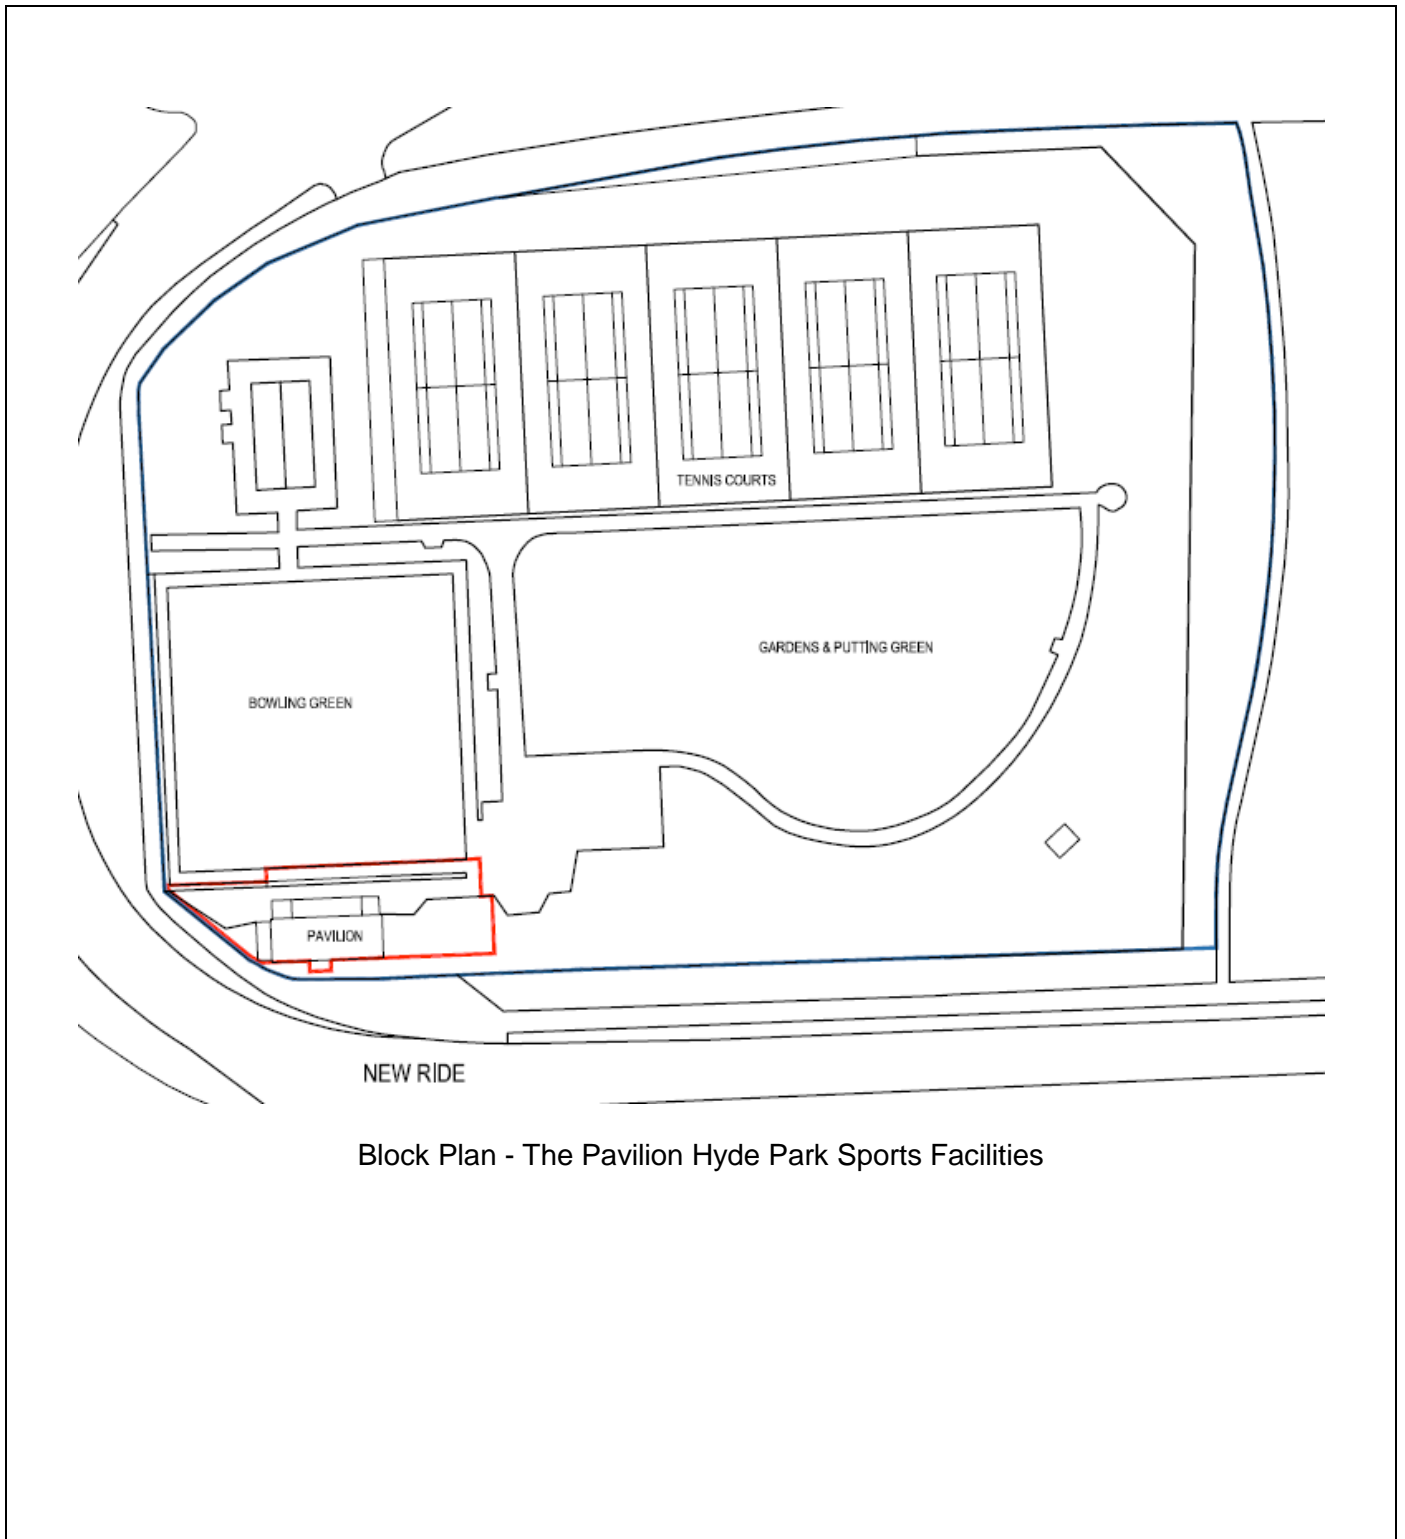 TENNIS COURTS
GARDENS & PUTTING GREEN
BOWLING GREEN
PAVILION
NEW RIDE
Block Plan - The Pavilion Hyde Park Sports Facilities